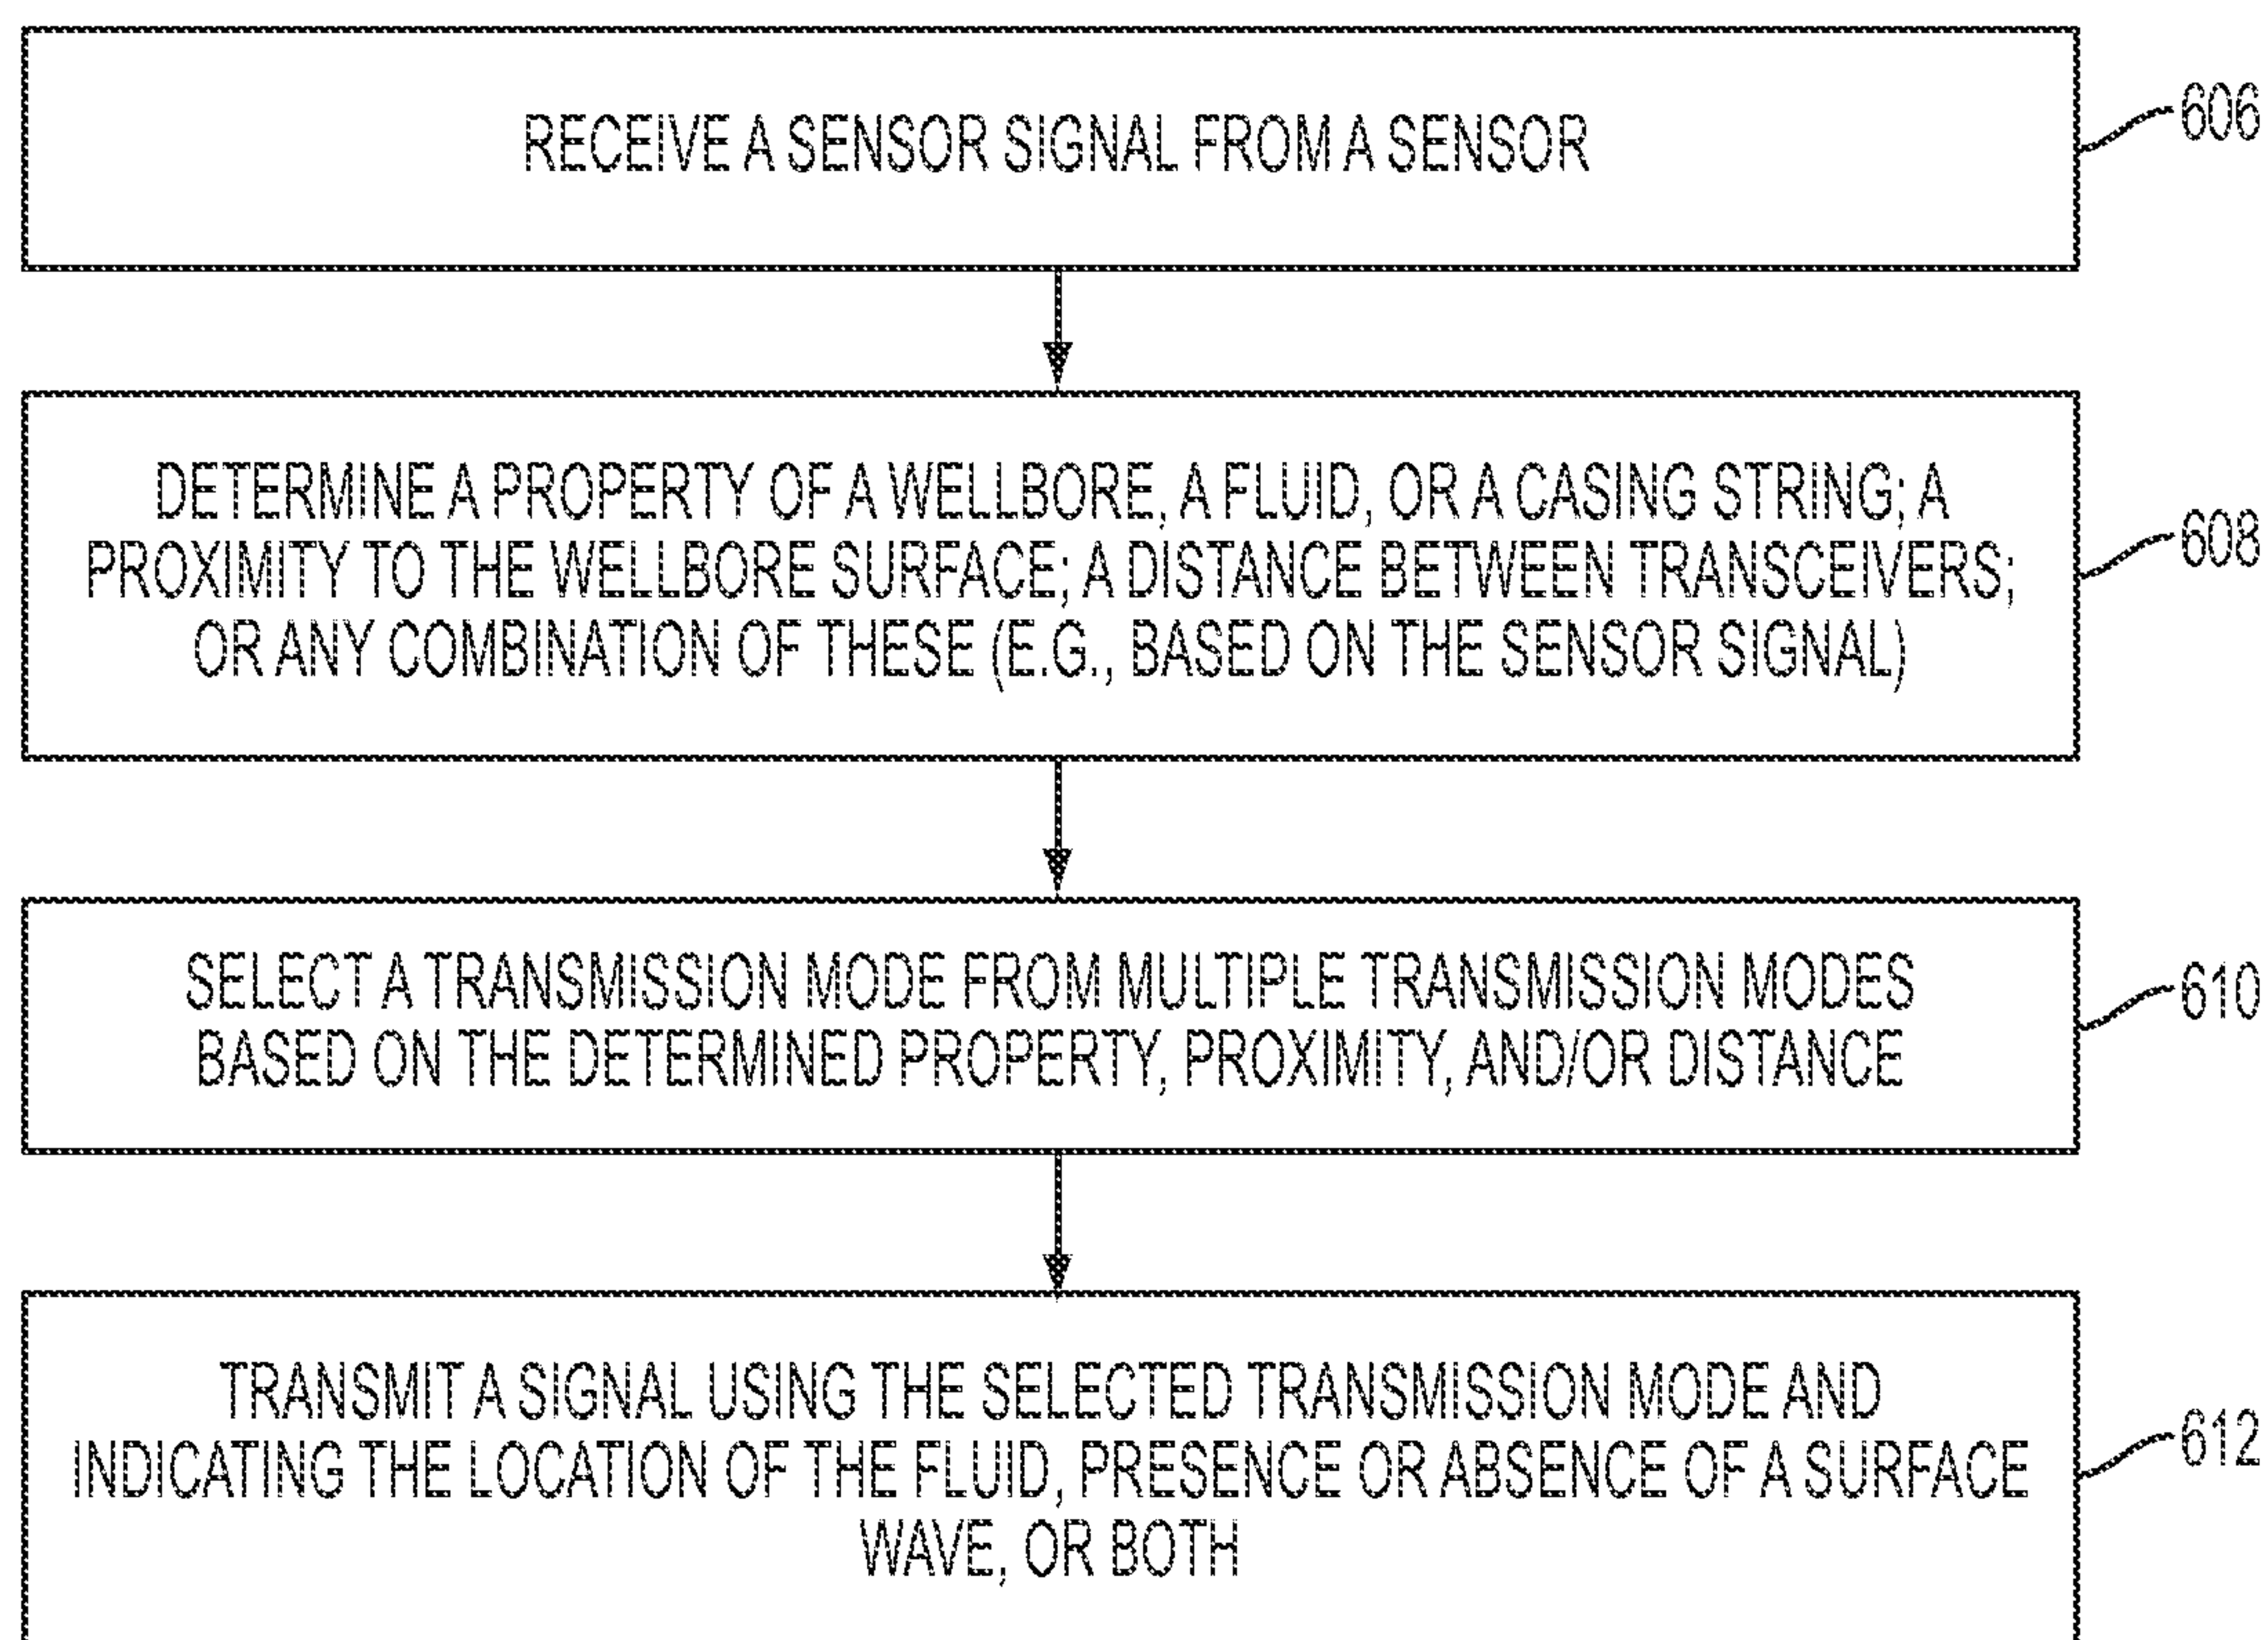 RECEIVE A SENSOR SIGNAL FROM A SENSOR
606
DETERMINE A PROPERTY OF A WELLBORE, A FLUID, OR A CASING STRING; A
PROXIMITY TO THE WELLBORE SURFACE; A DISTANCE BETWEEN TRANSCEIVERS;
OR ANY COMBINATION OF THESE (E.G., BASED ON THE SENSOR SIGNAL)
608
SELECT A TRANSMISSION MODE FROM MULTIPLE TRANSMISSION MODES
BASED ON THE DETERMINED PROPERTY, PROXIMITY, AND/OR DISTANCE
610
TRANSMIT A SIGNAL USING THE SELECTED TRANSMISSION MODE AND
INDICATING THE LOCATION OF THE FLUID, PRESENCE OR ABSENCE OF A SURFACE
WAVE, OR BOTH
612